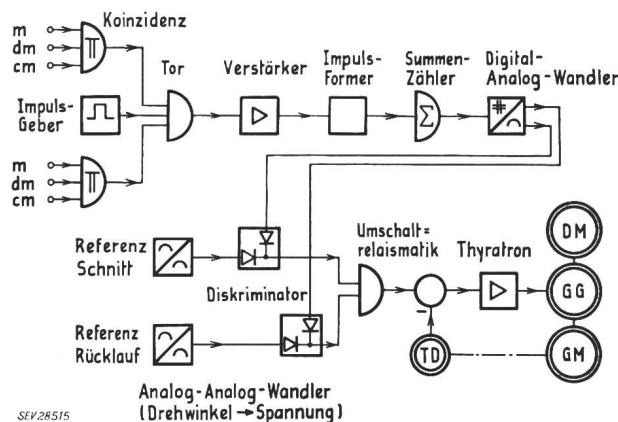 m
dm
cm
Koinzidenz
Π
Tor
Verstärker
Impuls-
Former
Summen-
Zähler
Digital-
Analog-Wandler
Impuls-
Geber
Σ
#
m
dm
cm
Π
Referenz
Schnitt
Diskriminator
Umschalt=
relaismatik
Thyratron
DM
GG
Referenz
Rücklauf
-
TD
GM
Analog-Analog-Wandler
(Drehwinkel→Spannung)
SEV28515